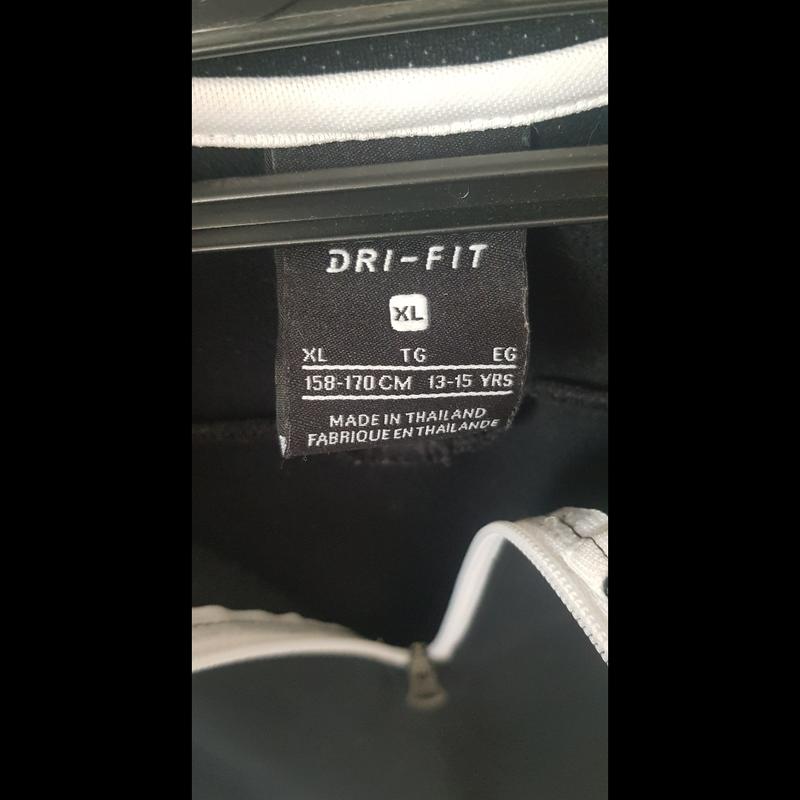 DRI-FIT
XL
XL TG EG
158-170 CM 13-15 YRS
MADE IN THAILAND
FABRIQUE EN THAILANDE